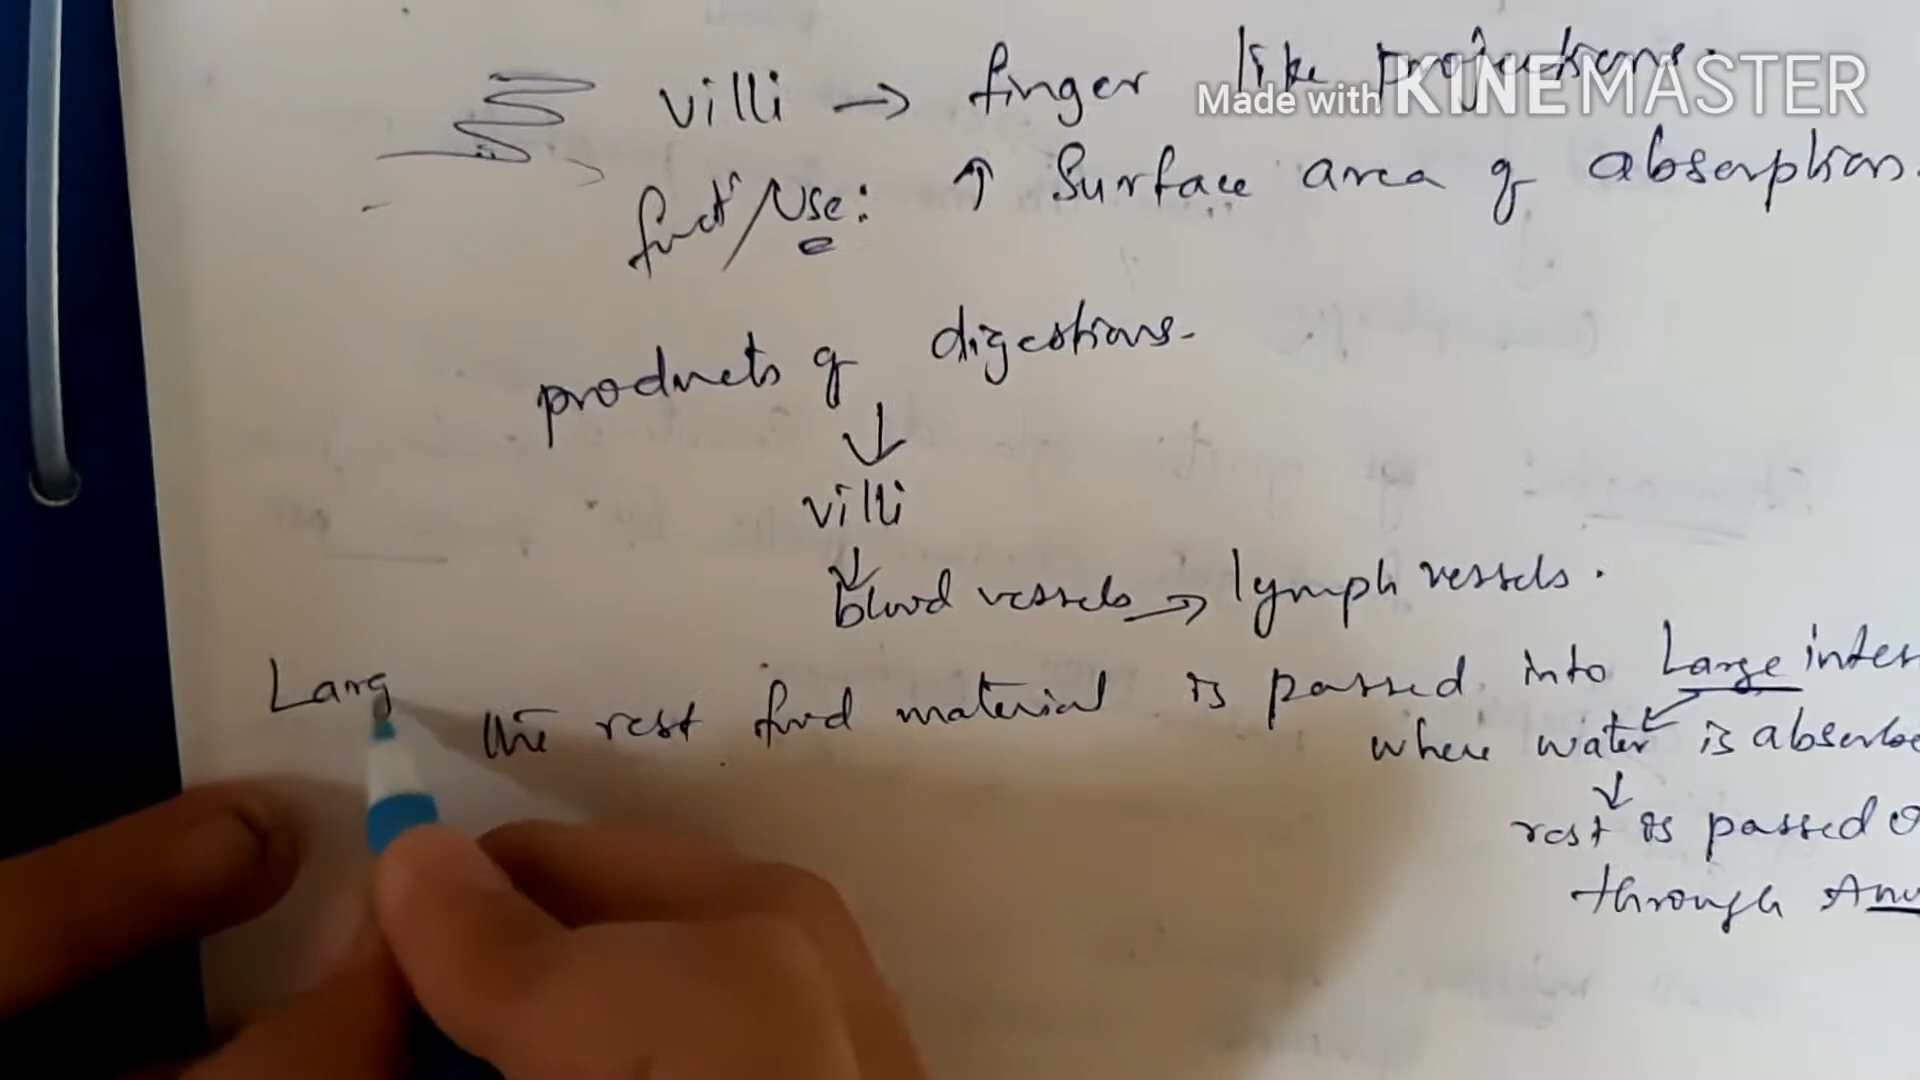 villi → finger like projections.
Made with KINEMASTER
funct/Use: ↑ Surface area of absorption.
products of digestions.
↓
villi
↓
blood vessels → lymph vessels.
Larg
the rest food material is passed into Large intes
where water is absorbe
↓
rest is passed o
through Anu